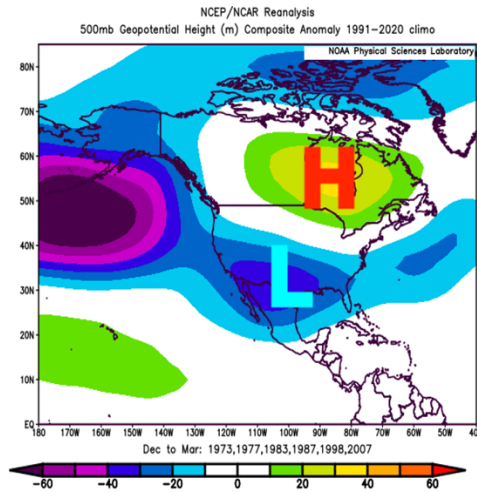 NCEP/NCAR Reanalysis
500mb Geopotential Height (m) Composite Anomaly 1991-2020 climo
NOAA Physical Sciences Laboratory
80N
70N
60N
H
50N
40N
L
30N
20N
10N
EQ
180 170W 160W 150W 140W 130W 120W 110W 100W 90W 80W 70W 60W 50W 40W
Dec to Mar: 1973,1977,1983,1987,1998,2007
-60 -40 -20 0 20 40 60